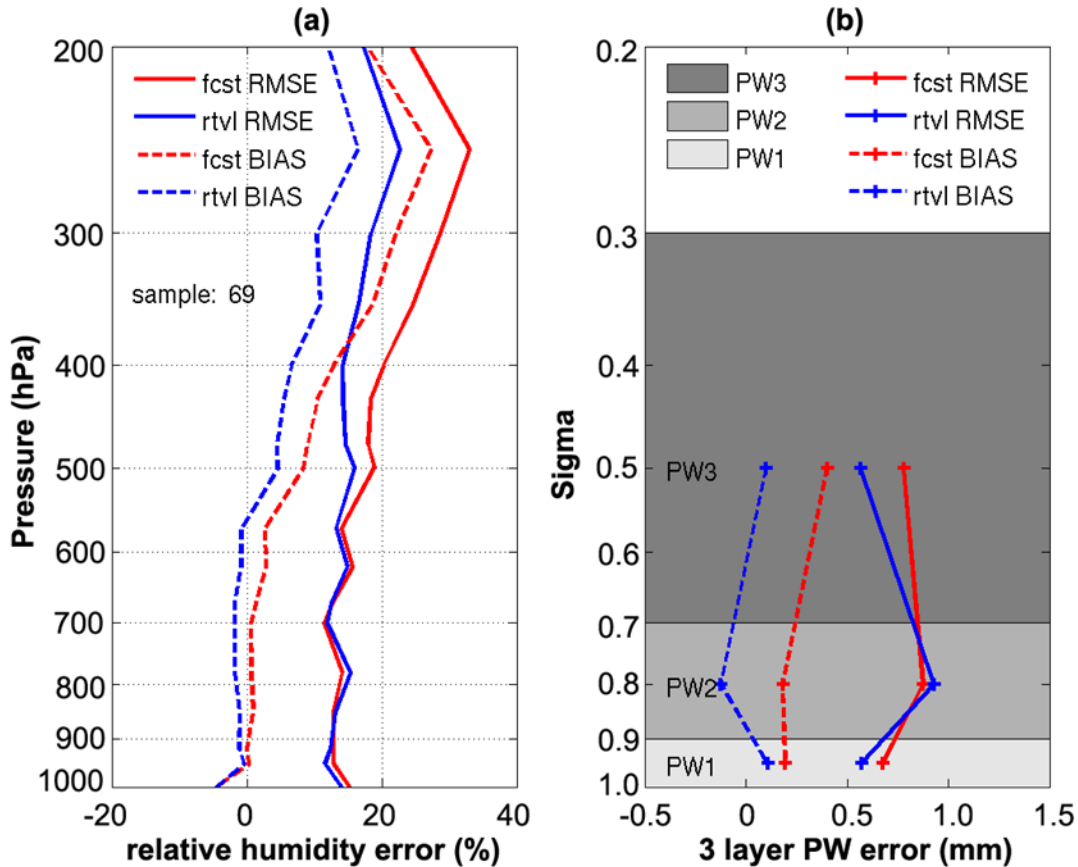 (a)
200
300
400
500
600
700
800
900
1000
Pressure (hPa)
fcst RMSE
rtvl RMSE
fcst BIAS
rtvl BIAS
sample: 69
-20
0
20
40
relative humidity error (%)
(b)
0.2
0.3
0.4
0.5
0.6
0.7
0.8
0.9
1.0
Sigma
PW3
PW2
PW1
fcst RMSE
rtvl RMSE
fcst BIAS
rtvl BIAS
PW3
PW2
PW1
-0.5
0
0.5
1.0
1.5
3 layer PW error (mm)